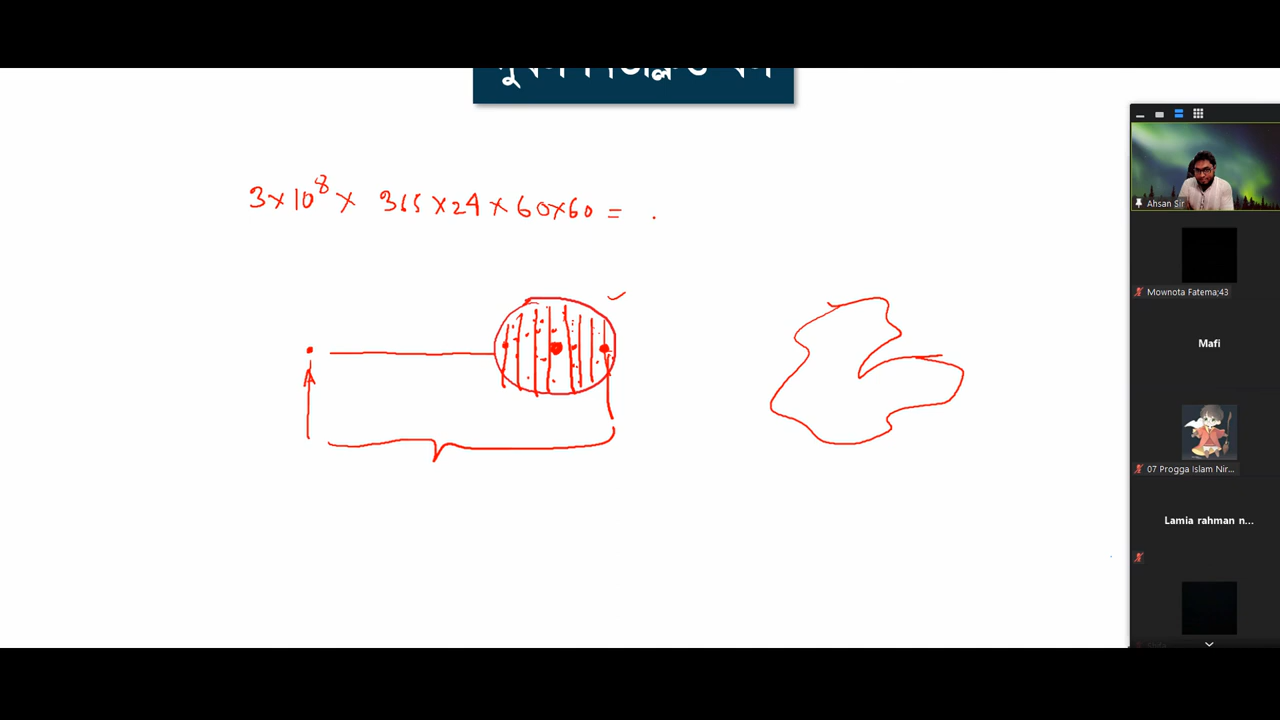 3×10⁸× 365×24×60×60 = .
A
Ahsan Sir
Mownota Fatema;43
Mafi
07 Progga Islam Nir...
Lamia rahman n...